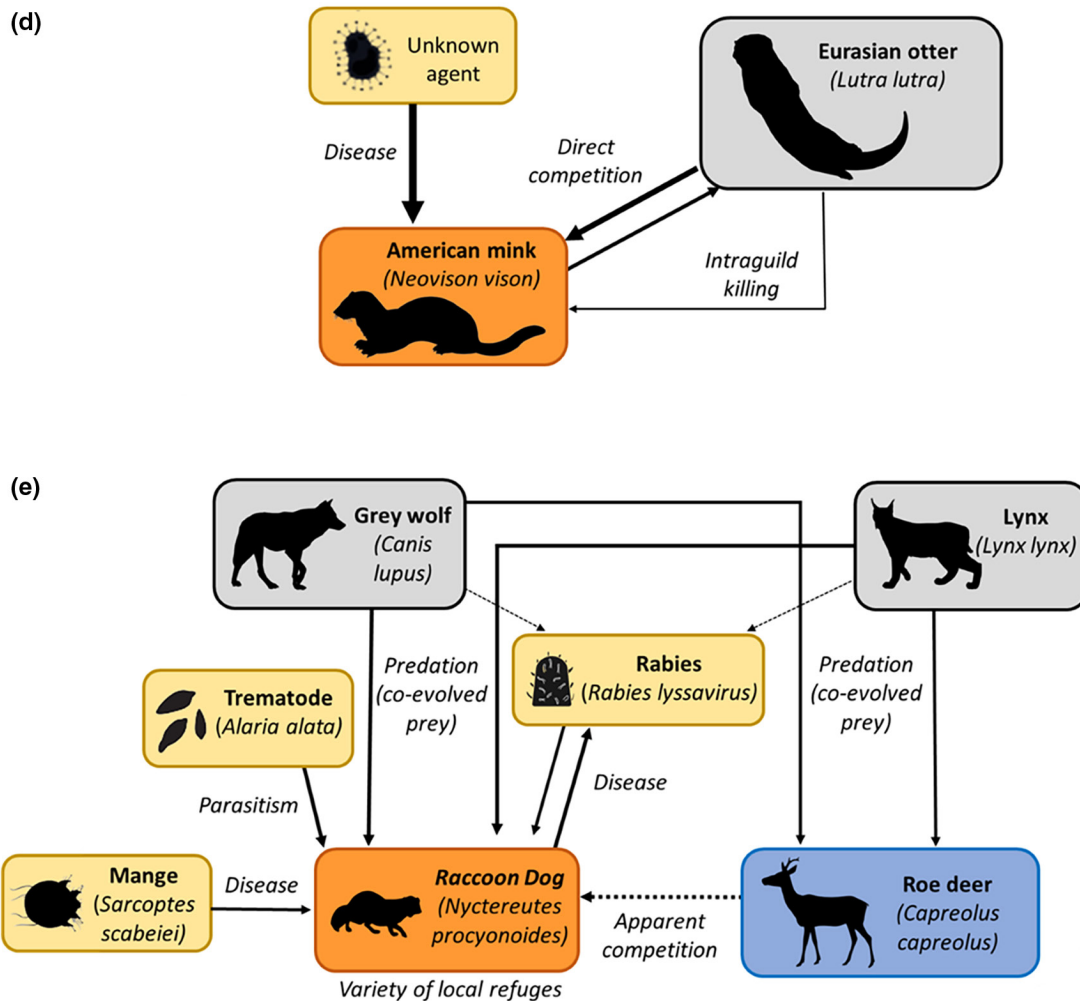 (d)
Unknown
agent
Eurasian otter
(Lutra lutra)
Disease
Direct
competition
American mink
(Neovison vison)
Intraguild
killing
(e)
Grey wolf
(Canis
lupus)
Lynx
(Lynx lynx)
Predation
(co-evolved
prey)
Rabies
(Rabies lyssavirus)
Predation
(co-evolved
prey)
Trematode
(Alaria alata)
Parasitism
Disease
Mange
(Sarcoptes
scabeiei)
Disease
Raccoon Dog
(Nyctereutes
procyonoides)
Apparent
competition
Roe deer
(Capreolus
capreolus)
Variety of local refuges